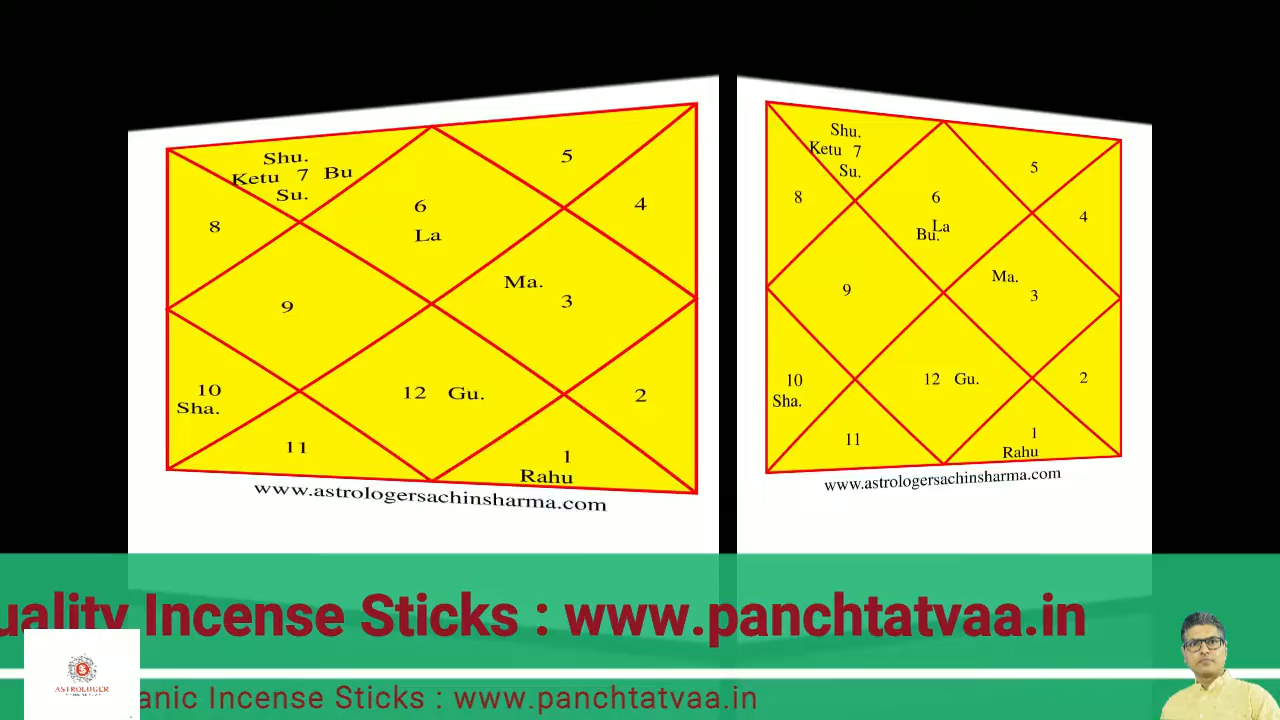 Shu.
Ketu 7 Bu
Su.
5
8
6
4
La
Ma.
3
9
10
Sha.
12 Gu.
2
11
1
Rahu
www.astrologersachinsharma.com
Shu.
Ketu 7
Su.
5
8
6
4
La
Bu.
Ma.
3
9
10
Sha.
12 Gu.
2
11
1
Rahu
www.astrologersachinsharma.com
uality Incense Sticks : www.panchtatvaa.in
ASTROLOGER
anic Incense Sticks : www.panchtatvaa.in